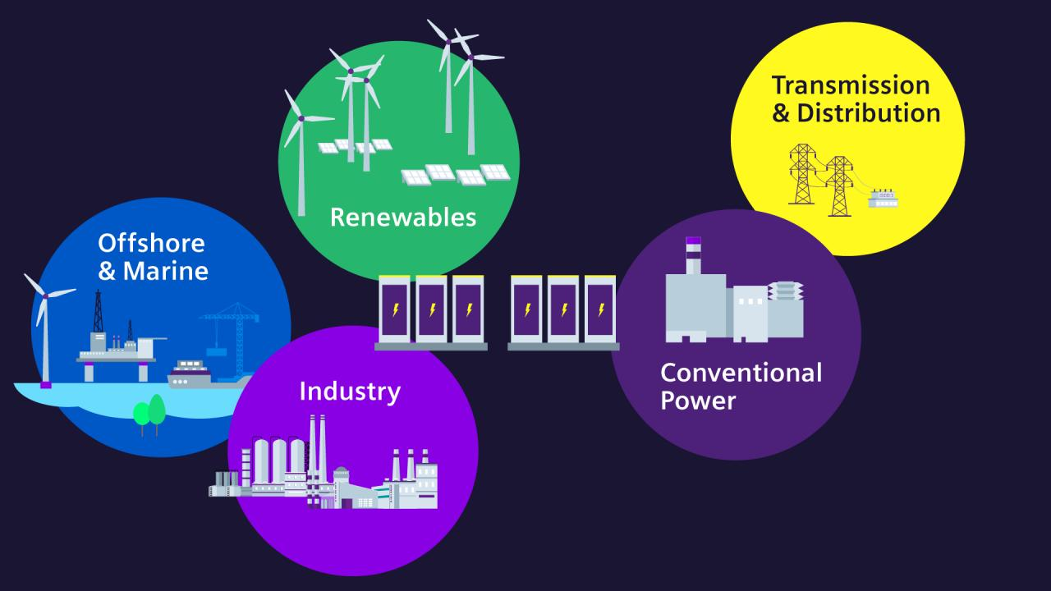 Renewables
Transmission
& Distribution
Offshore
& Marine
Industry
Conventional
Power